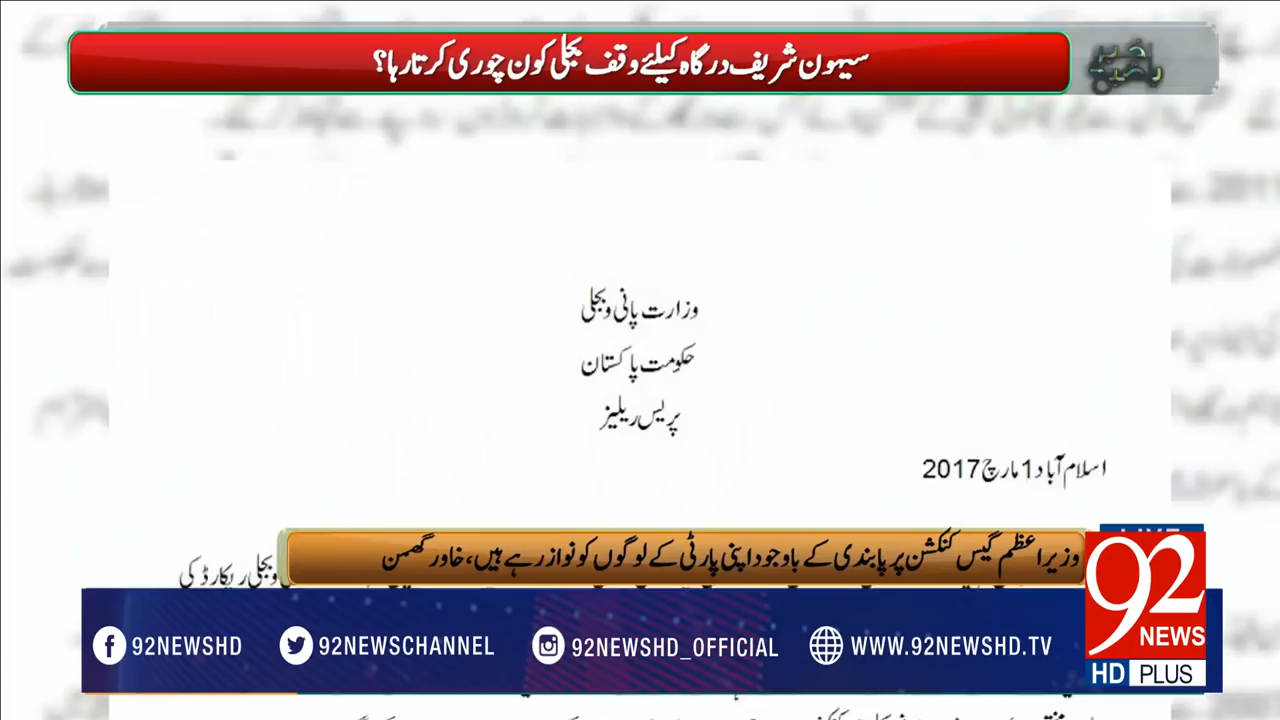 سیہون شریف درگاہ کیلئے وقف بجلی کون چوری کرتا رہا؟
وزارت پانی و بجلی
حکومت پاکستان
پریس ریلیز
اسلام آباد 1 مارچ 2017
وزیراعظم گیس کنکشن پر پابندی کے باوجود اپنی پارٹی کے لوگوں کو نواز رہے ہیں، خاور گھمن
و بجلی ریکارڈ کی
92NEWSHD
92NEWSCHANNEL
92NEWSHD_OFFICIAL
WWW.92NEWSHD.TV
92
NEWS
HD PLUS